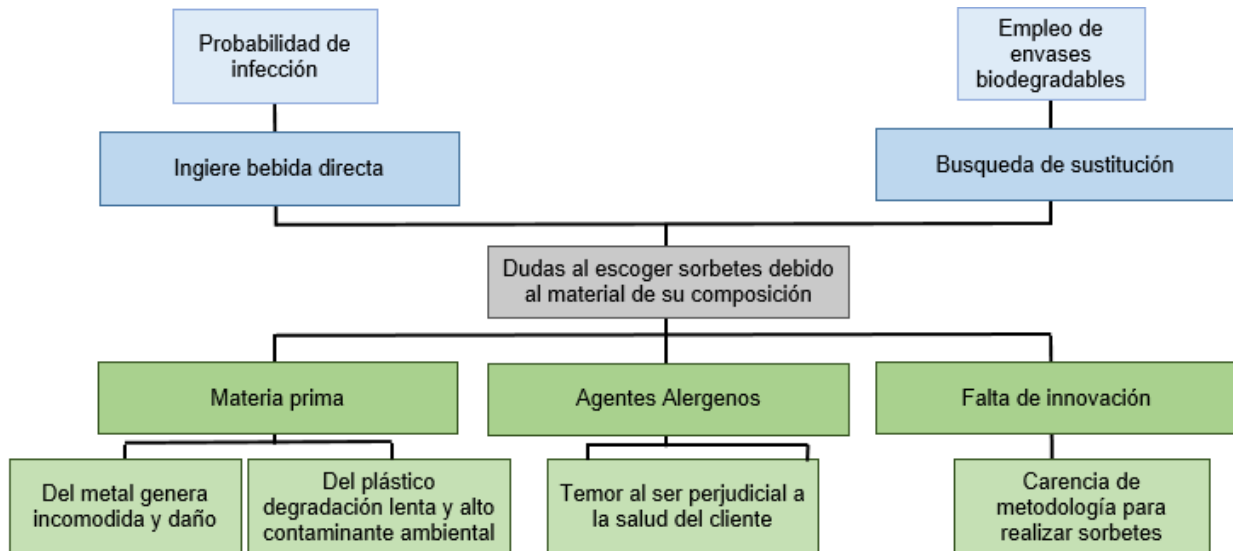 Probabilidad de
infección
Empleo de
envases
biodegradables
Ingiere bebida directa
Busqueda de sustitución
Dudas al escoger sorbetes debido
al material de su composición
Materia prima
Agentes Alergenos
Falta de innovación
Del metal genera
incomodida y daño
Del plástico
degradación lenta y alto
contaminante ambiental
Temor al ser perjudicial a
la salud del cliente
Carencia de
metodología para
realizar sorbetes